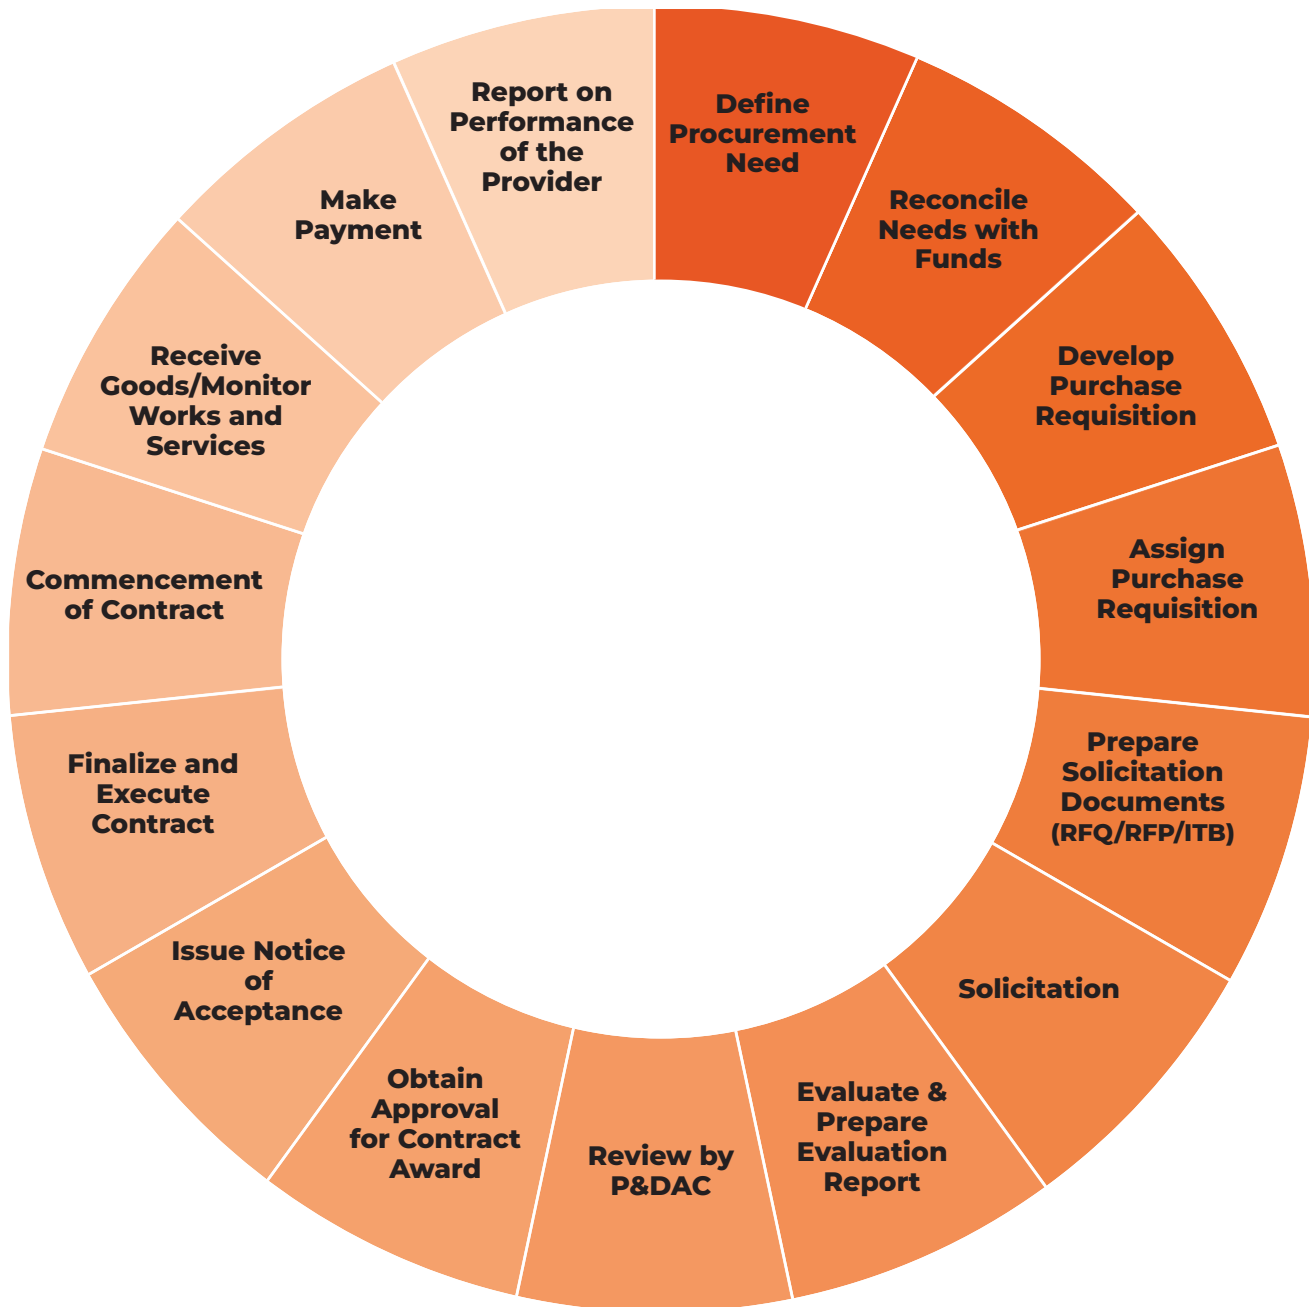 Define
Procurement
Need
Reconcile
Needs with
Funds
Develop
Purchase
Requisition
Assign
Purchase
Requisition
Prepare
Solicitation
Documents
(RFQ/RFP/ITB)
Solicitation
Evaluate &
Prepare
Evaluation
Report
Review by
P&DAC
Obtain
Approval
for Contract
Award
Issue Notice
of
Acceptance
Finalize and
Execute
Contract
Commencement
of Contract
Receive
Goods/Monitor
Works and
Services
Make
Payment
Report on
Performance
of the
Provider